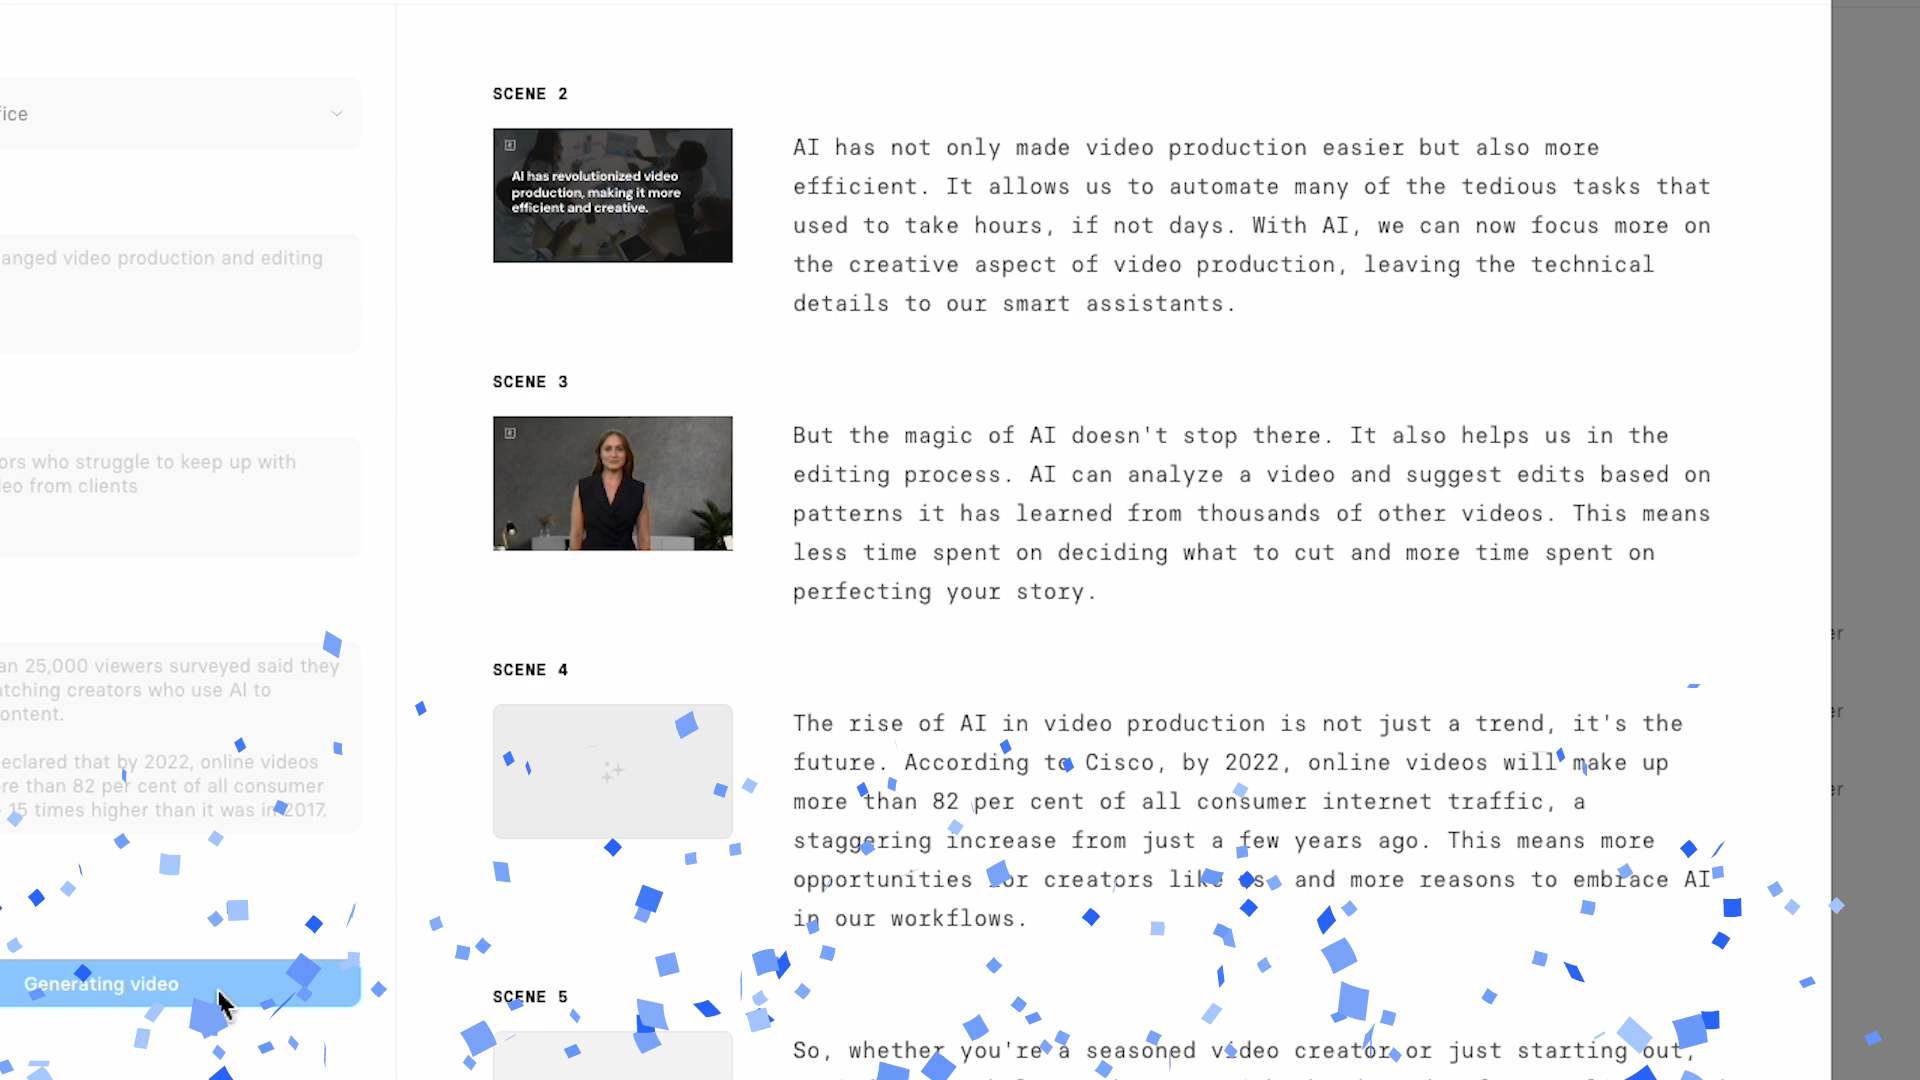 fice
anged video production and editing
ors who struggle to keep up with
leo from clients
an 25,000 viewers surveyed said they
atching creators who use AI to
ontent.
eclared that by 2022, online videos
re than 82 per cent of all consumer
15 times higher than it was in 2017.
Generating video
SCENE 2
AI has revolutionized video
production, making it more
efficient and creative.
AI has not only made video production easier but also more
efficient. It allows us to automate many of the tedious tasks that
used to take hours, if not days. With AI, we can now focus more on
the creative aspect of video production, leaving the technical
details to our smart assistants.
SCENE 3
But the magic of AI doesn't stop there. It also helps us in the
editing process. AI can analyze a video and suggest edits based on
patterns it has learned from thousands of other videos. This means
less time spent on deciding what to cut and more time spent on
perfecting your story.
SCENE 4
The rise of AI in video production is not just a trend, it's the
future. According to Cisco, by 2022, online videos will make up
more than 82 per cent of all consumer internet traffic, a
staggering increase from just a few years ago. This means more
opportunities for creators like us, and more reasons to embrace AI
in our workflows.
SCENE 5
So, whether you're a seasoned video creator or just starting out,
er
er
er